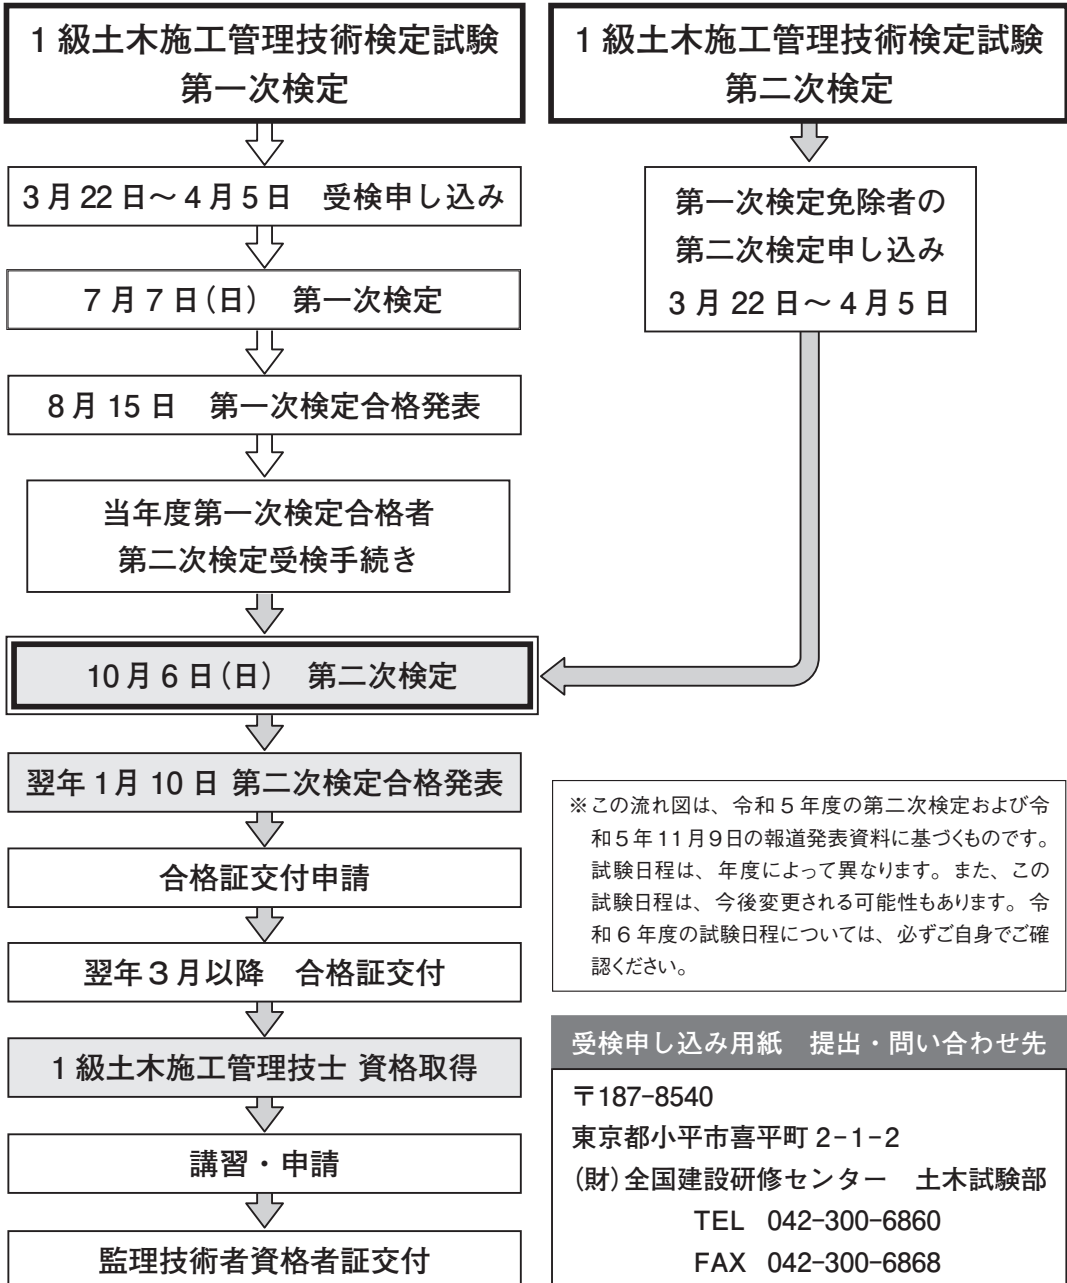 1級土木施工管理技術検定試験
第一次検定
3月22日～4月5日　受検申し込み
7月7日(日)　第一次検定
8月15日　第一次検定合格発表
当年度第一次検定合格者
第二次検定受検手続き
10月6日(日)　第二次検定
翌年1月10日 第二次検定合格発表
合格証交付申請
翌年3月以降　合格証交付
1級土木施工管理技士 資格取得
講習・申請
監理技術者資格者証交付
1級土木施工管理技術検定試験
第二次検定
第一次検定免除者の
第二次検定申し込み
3月22日～4月5日
※この流れ図は、令和5年度の第二次検定および令
和5年11月9日の報道発表資料に基づくものです。
試験日程は、年度によって異なります。また、この
試験日程は、今後変更される可能性もあります。令
和6年度の試験日程については、必ずご自身でご確
認ください。
受検申し込み用紙　提出・問い合わせ先
〒187-8540
東京都小平市喜平町2-1-2
(財)全国建設研修センター　土木試験部
TEL 042-300-6860
FAX 042-300-6868